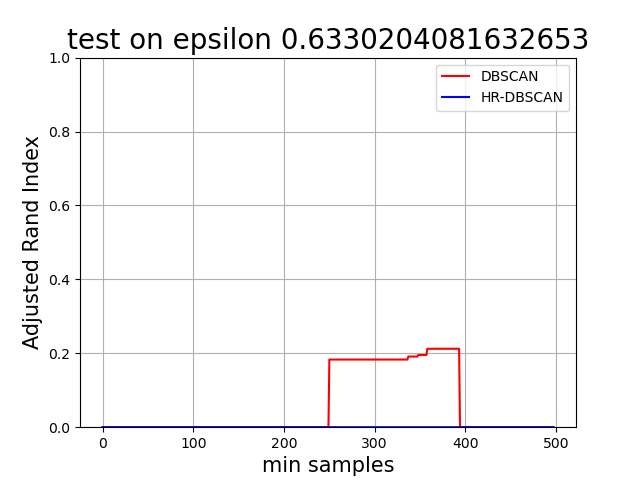 test on epsilon 0.6330204081632653
DBSCAN
HR-DBSCAN
Adjusted Rand Index
1.0
0.8
0.6
0.4
0.2
0.0
0 100 200 300 400 500
min samples